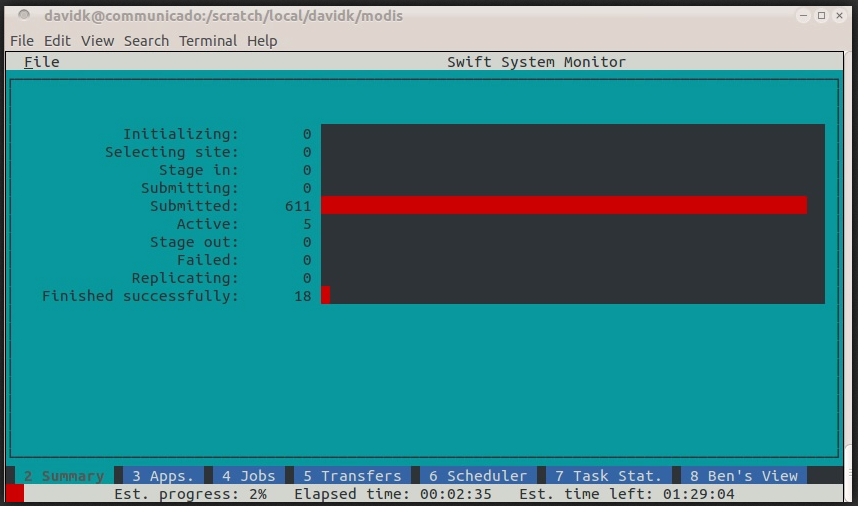 davidk@communicado:/scratch/local/davidk/modis
File Edit View Search Terminal Help
File Swift System Monitor
Initializing: 0
Selecting site: 0
Stage in: 0
Submitting: 0
Submitted: 611
Active: 5
Stage out: 0
Failed: 0
Replicating: 0
Finished successfully: 18
2 Summary 3 Apps. 4 Jobs 5 Transfers 6 Scheduler 7 Task Stat. 8 Ben's View
Est. progress: 2% Elapsed time: 00:02:35 Est. time left: 01:29:04